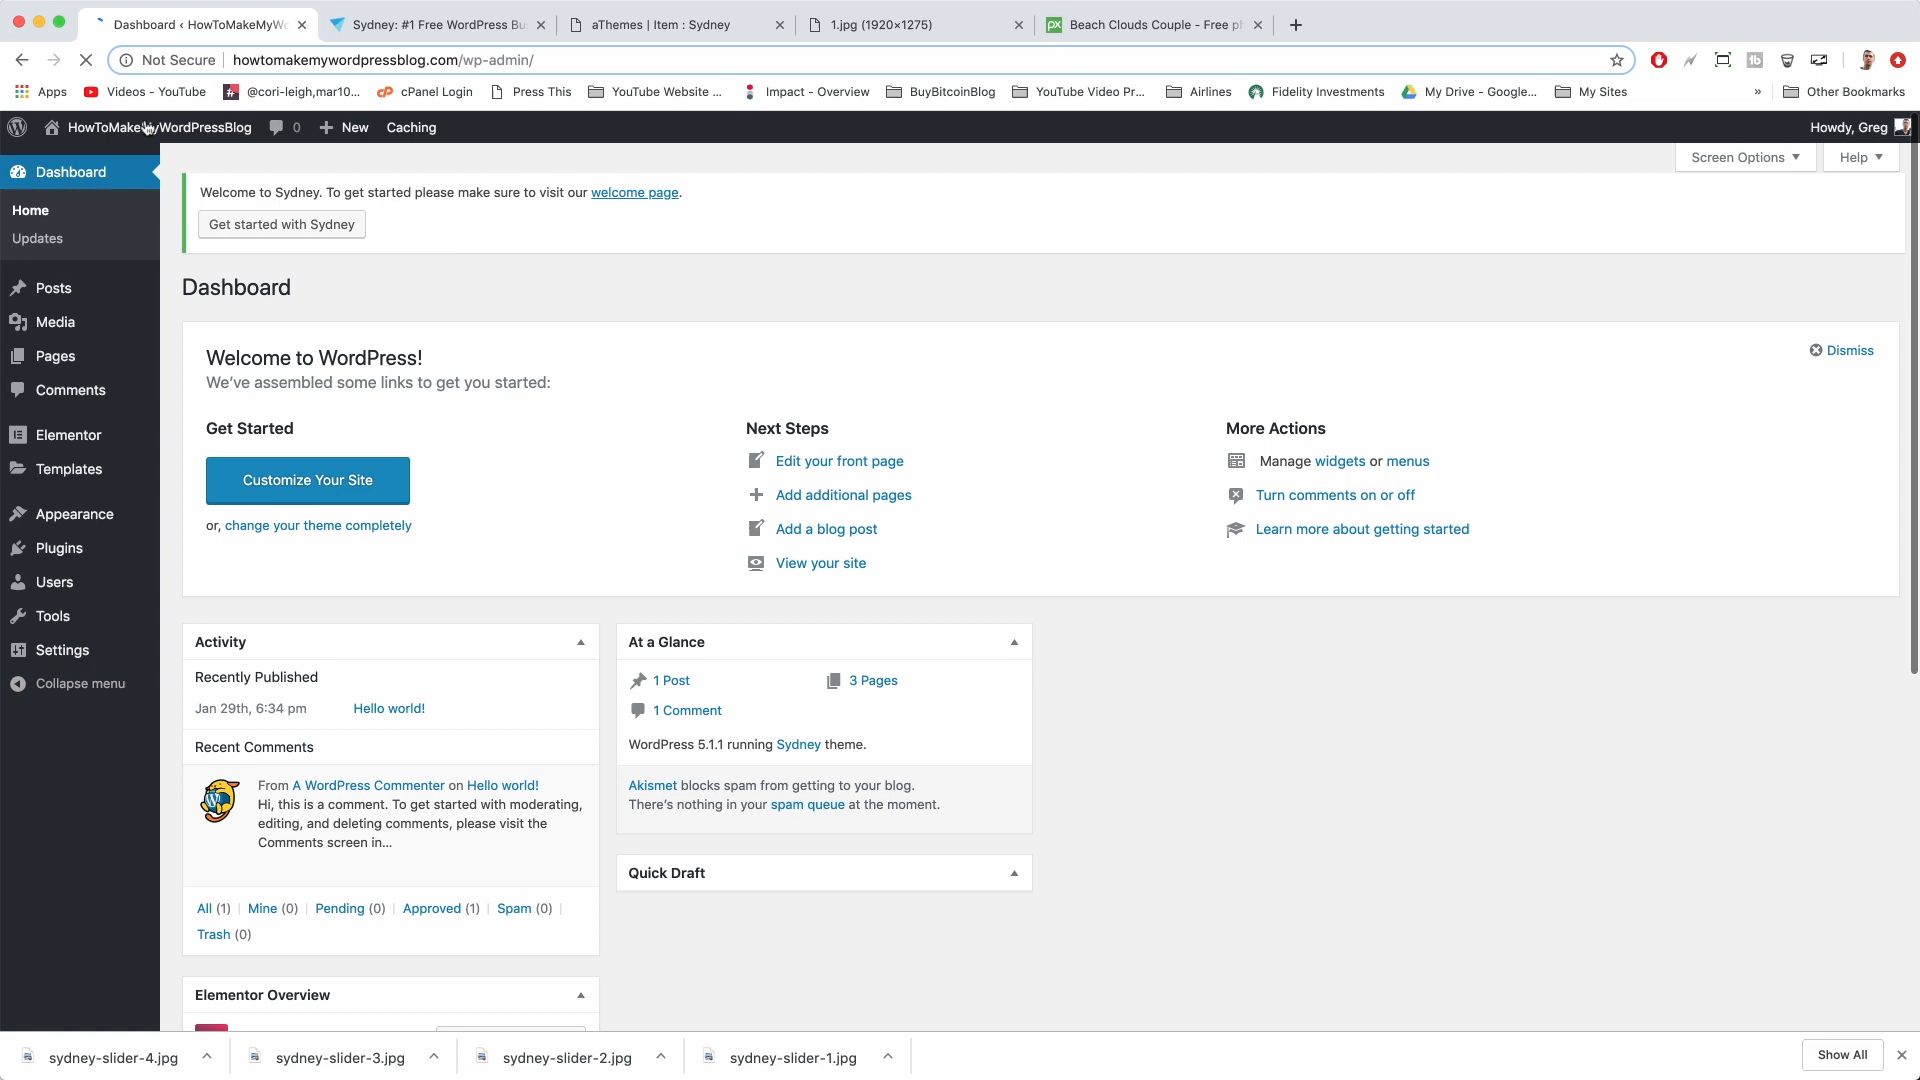 Dashboard ‹ HowToMakeMyWo
Sydney: #1 Free WordPress Bu
aThemes | Item : Sydney
1.jpg (1920×1275)
Beach Clouds Couple - Free ph
Not Secure | howtomakemywordpressblog.com/wp-admin/
Apps
Videos - YouTube
@cori-leigh,mar10...
cPanel Login
Press This
YouTube Website ...
Impact - Overview
BuyBitcoinBlog
YouTube Video Pr...
Airlines
Fidelity Investments
My Drive - Google...
My Sites
»
Other Bookmarks
HowToMakeMyWordPressBlog
0
New
Caching
Howdy, Greg
Dashboard
Screen Options
Help
Welcome to Sydney. To get started please make sure to visit our welcome page.
Get started with Sydney
Home
Updates
Posts
Media
Pages
Comments
Elementor
Templates
Appearance
Plugins
Users
Tools
Settings
Collapse menu
Dashboard
Welcome to WordPress!
We've assembled some links to get you started:
Dismiss
Get Started
Customize Your Site
or, change your theme completely
Next Steps
Edit your front page
Add additional pages
Add a blog post
View your site
More Actions
Manage widgets or menus
Turn comments on or off
Learn more about getting started
Activity
Recently Published
Jan 29th, 6:34 pm
Hello world!
Recent Comments
From A WordPress Commenter on Hello world!
Hi, this is a comment. To get started with moderating,
editing, and deleting comments, please visit the
Comments screen in...
All (1) | Mine (0) | Pending (0) | Approved (1) | Spam (0) |
Trash (0)
Elementor Overview
At a Glance
1 Post
3 Pages
1 Comment
WordPress 5.1.1 running Sydney theme.
Akismet blocks spam from getting to your blog.
There's nothing in your spam queue at the moment.
Quick Draft
sydney-slider-4.jpg
sydney-slider-3.jpg
sydney-slider-2.jpg
sydney-slider-1.jpg
Show All